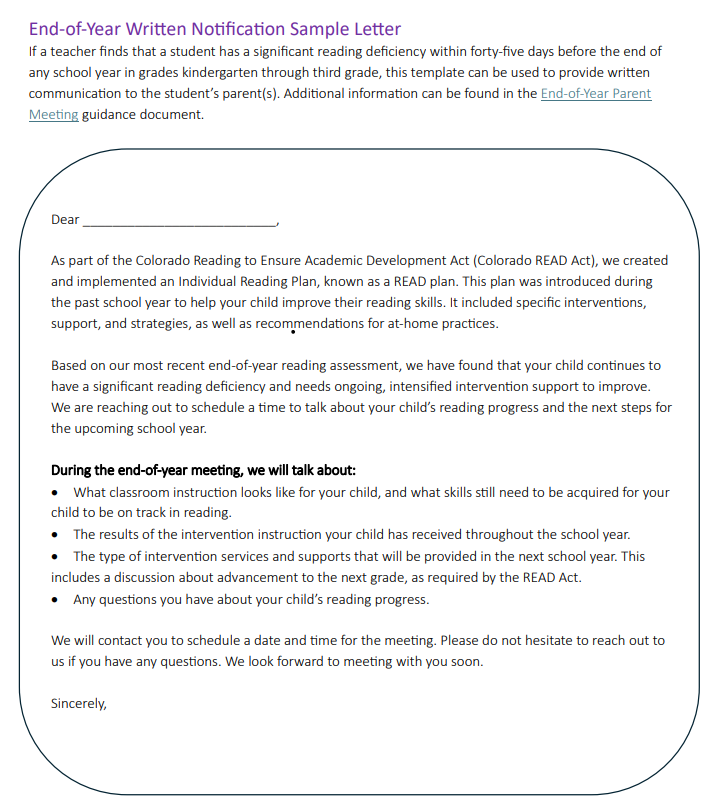 End-of-Year Written Notification Sample Letter
If a teacher finds that a student has a significant reading deficiency within forty-five days before the end of
any school year in grades kindergarten through third grade, this template can be used to provide written
communication to the student's parent(s). Additional information can be found in the End-of-Year Parent
Meeting guidance document.
Dear ____________________________,
As part of the Colorado Reading to Ensure Academic Development Act (Colorado READ Act), we created
and implemented an Individual Reading Plan, known as a READ plan. This plan was introduced during
the past school year to help your child improve their reading skills. It included specific interventions,
support, and strategies, as well as recommendations for at-home practices.
Based on our most recent end-of-year reading assessment, we have found that your child continues to
have a significant reading deficiency and needs ongoing, intensified intervention support to improve.
We are reaching out to schedule a time to talk about your child's reading progress and the next steps for
the upcoming school year.
During the end-of-year meeting, we will talk about:
• What classroom instruction looks like for your child, and what skills still need to be acquired for your
child to be on track in reading.
• The results of the intervention instruction your child has received throughout the school year.
• The type of intervention services and supports that will be provided in the next school year. This
includes a discussion about advancement to the next grade, as required by the READ Act.
• Any questions you have about your child's reading progress.
We will contact you to schedule a date and time for the meeting. Please do not hesitate to reach out to
us if you have any questions. We look forward to meeting with you soon.
Sincerely,